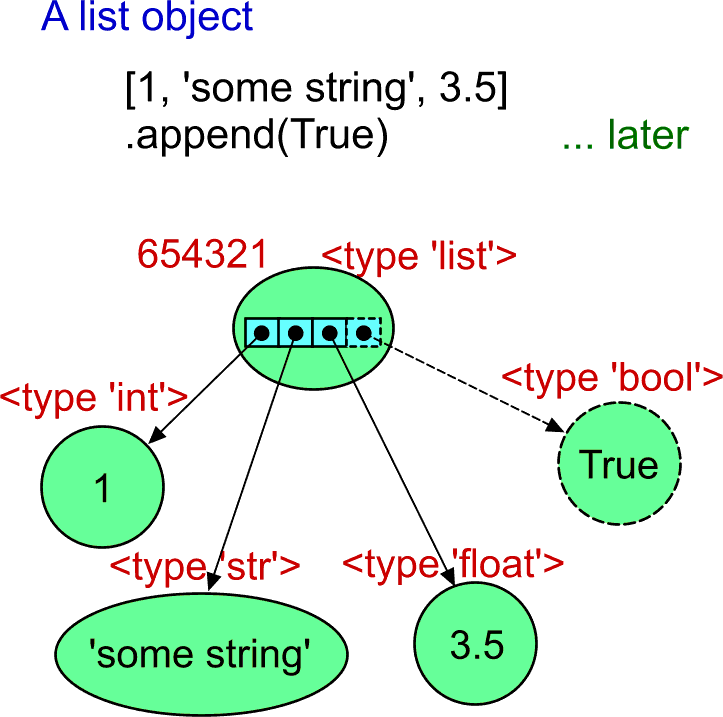 A list object
[1, 'some string', 3.5]
.append(True) ... later
654321 <type 'list'>
<type 'int'>
<type 'bool'>
1
True
<type 'str'>
<type 'float'>
'some string'
3.5